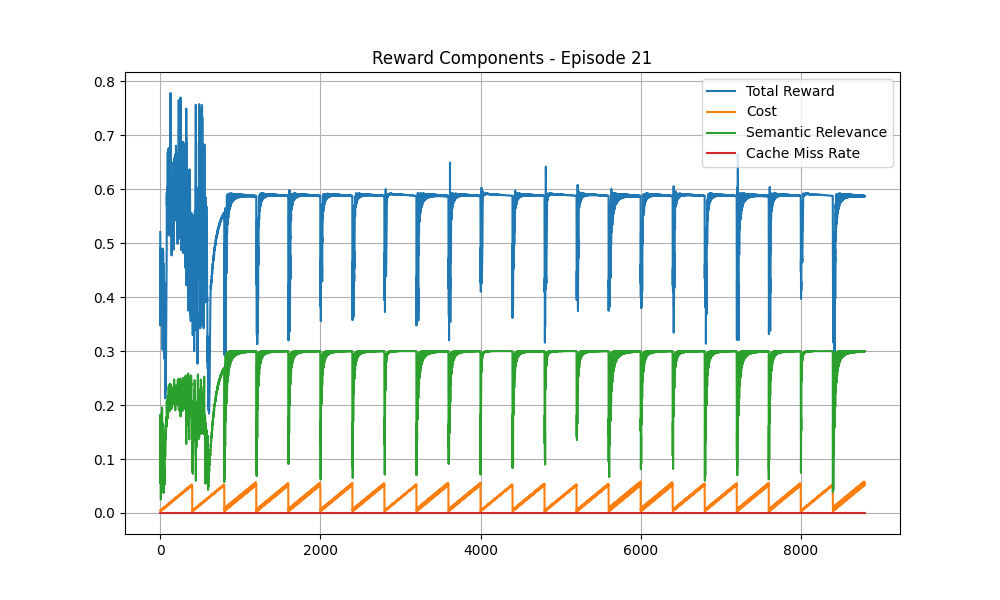 Reward Components - Episode 21
Total Reward
Cost
Semantic Relevance
Cache Miss Rate
0.8
0.7
0.6
0.5
0.4
0.3
0.2
0.1
0.0
0 2000 4000 6000 8000